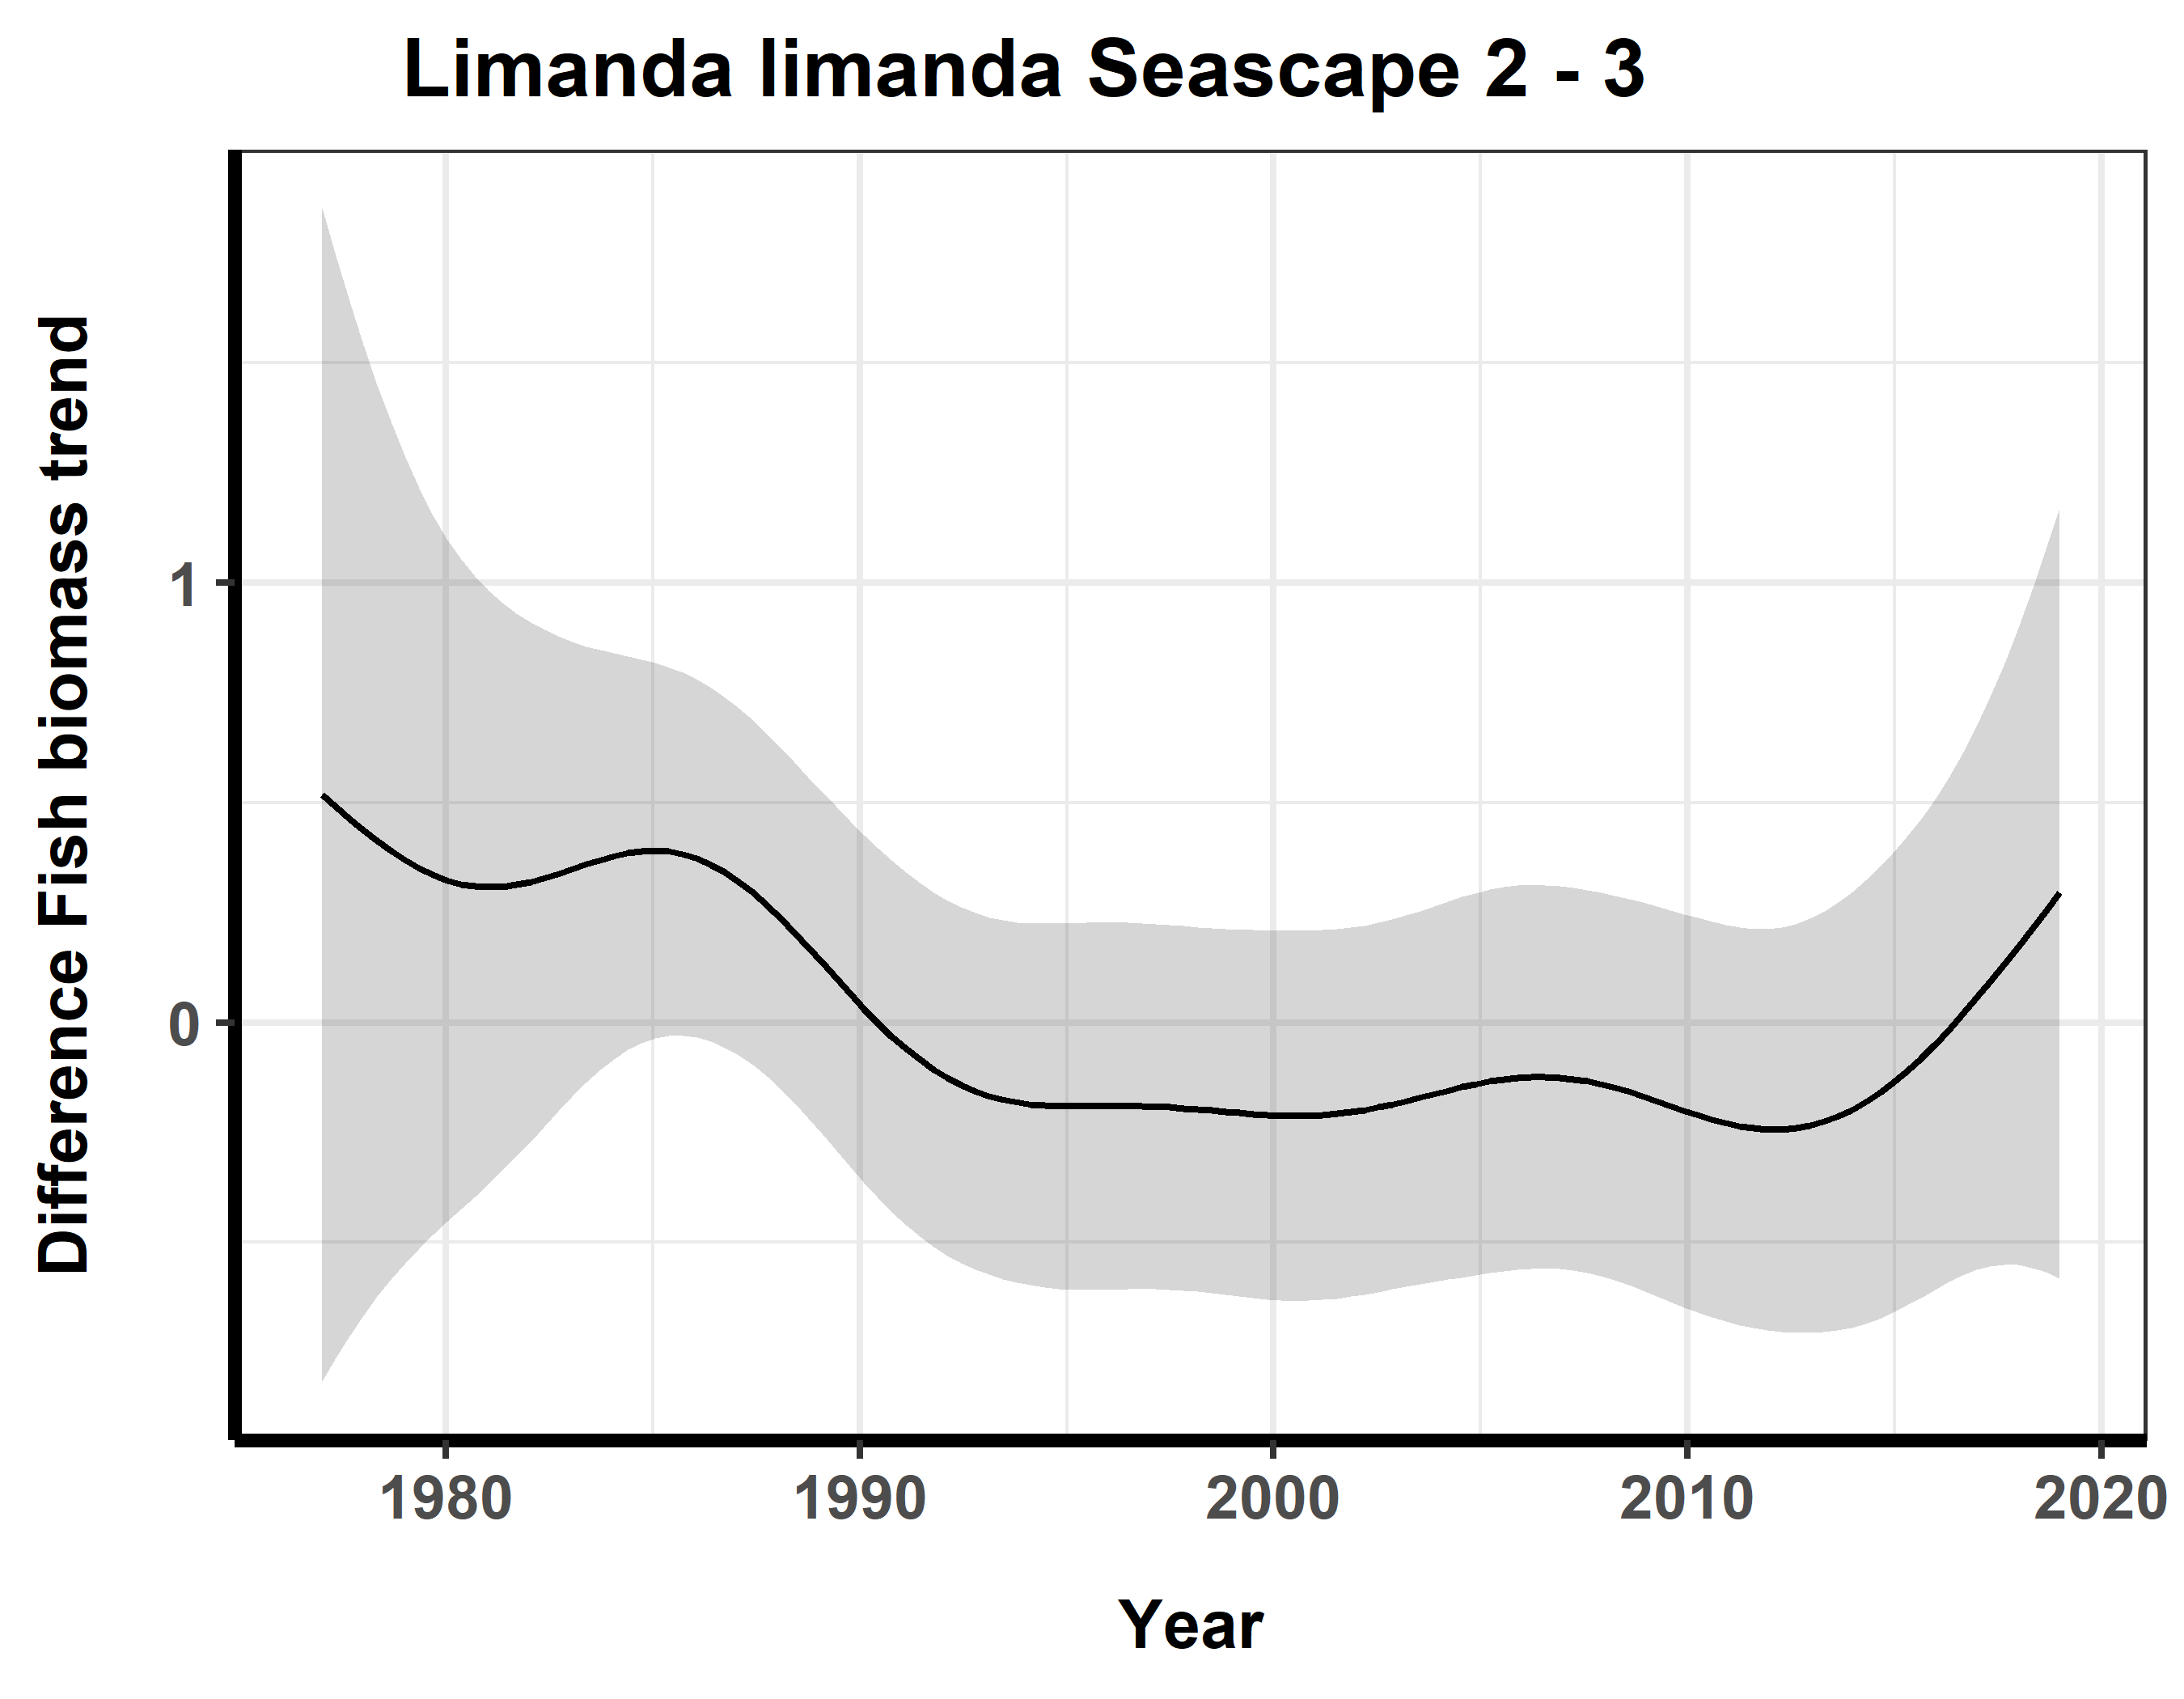 Limanda limanda Seascape 2 - 3
Difference Fish biomass trend
1
0
1980 1990 2000 2010 2020
Year